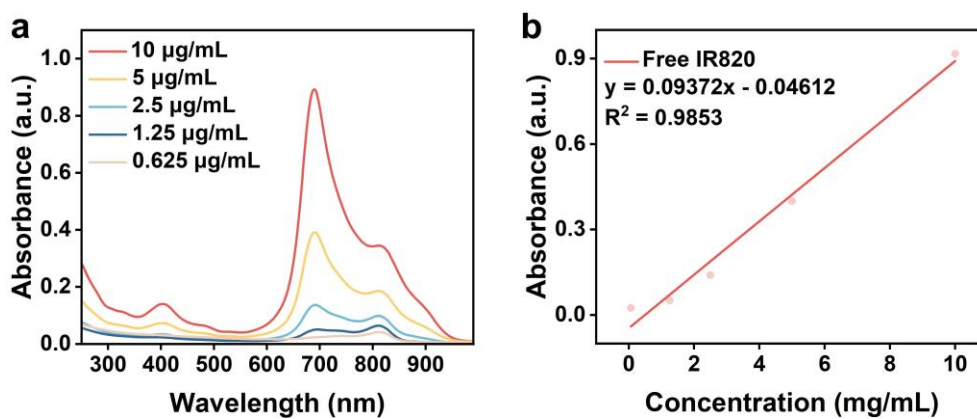 a
1.0
0.8
0.6
0.4
0.2
0.0
Absorbance (a.u.)
10 µg/mL
5 µg/mL
2.5 µg/mL
1.25 µg/mL
0.625 µg/mL
300 400 500 600 700 800 900
Wavelength (nm)
b
0.9
0.6
0.3
0.0
Absorbance (a.u.)
Free IR820
y = 0.09372x - 0.04612
R² = 0.9853
0 2 4 6 8 10
Concentration (mg/mL)